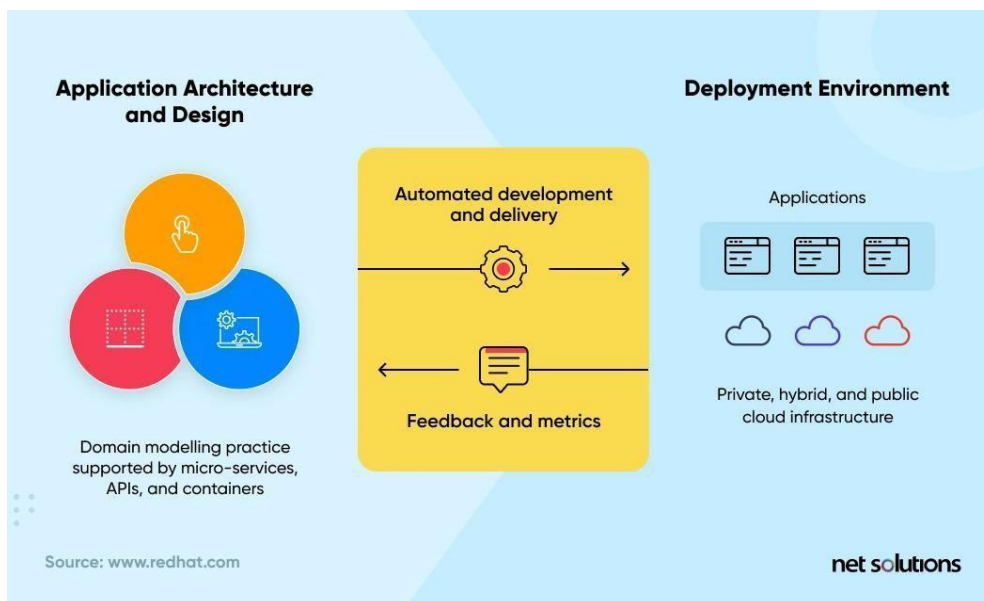 Application Architecture
and Design
Domain modelling practice
supported by micro-services,
APIs, and containers
Automated development
and delivery
Feedback and metrics
Deployment Environment
Applications
Private, hybrid, and public
cloud infrastructure
Source: www.redhat.com
net solutions